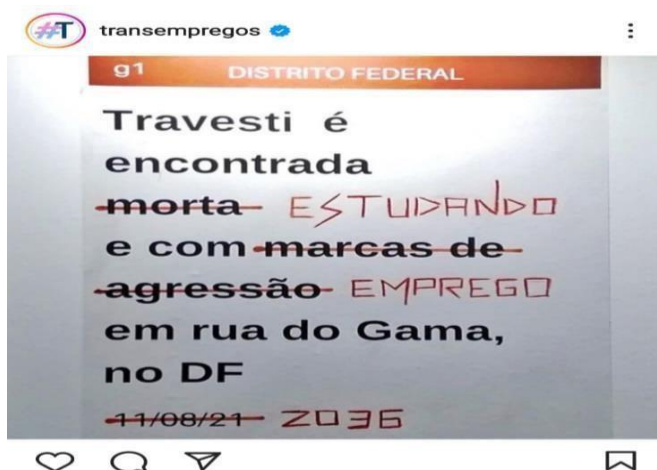 #T transempregos
g1 DISTRITO FEDERAL
Travesti é
encontrada
morta ESTUDANDO
e com marcas de
agressão EMPREGO
em rua do Gama,
no DF
11/08/21 2036